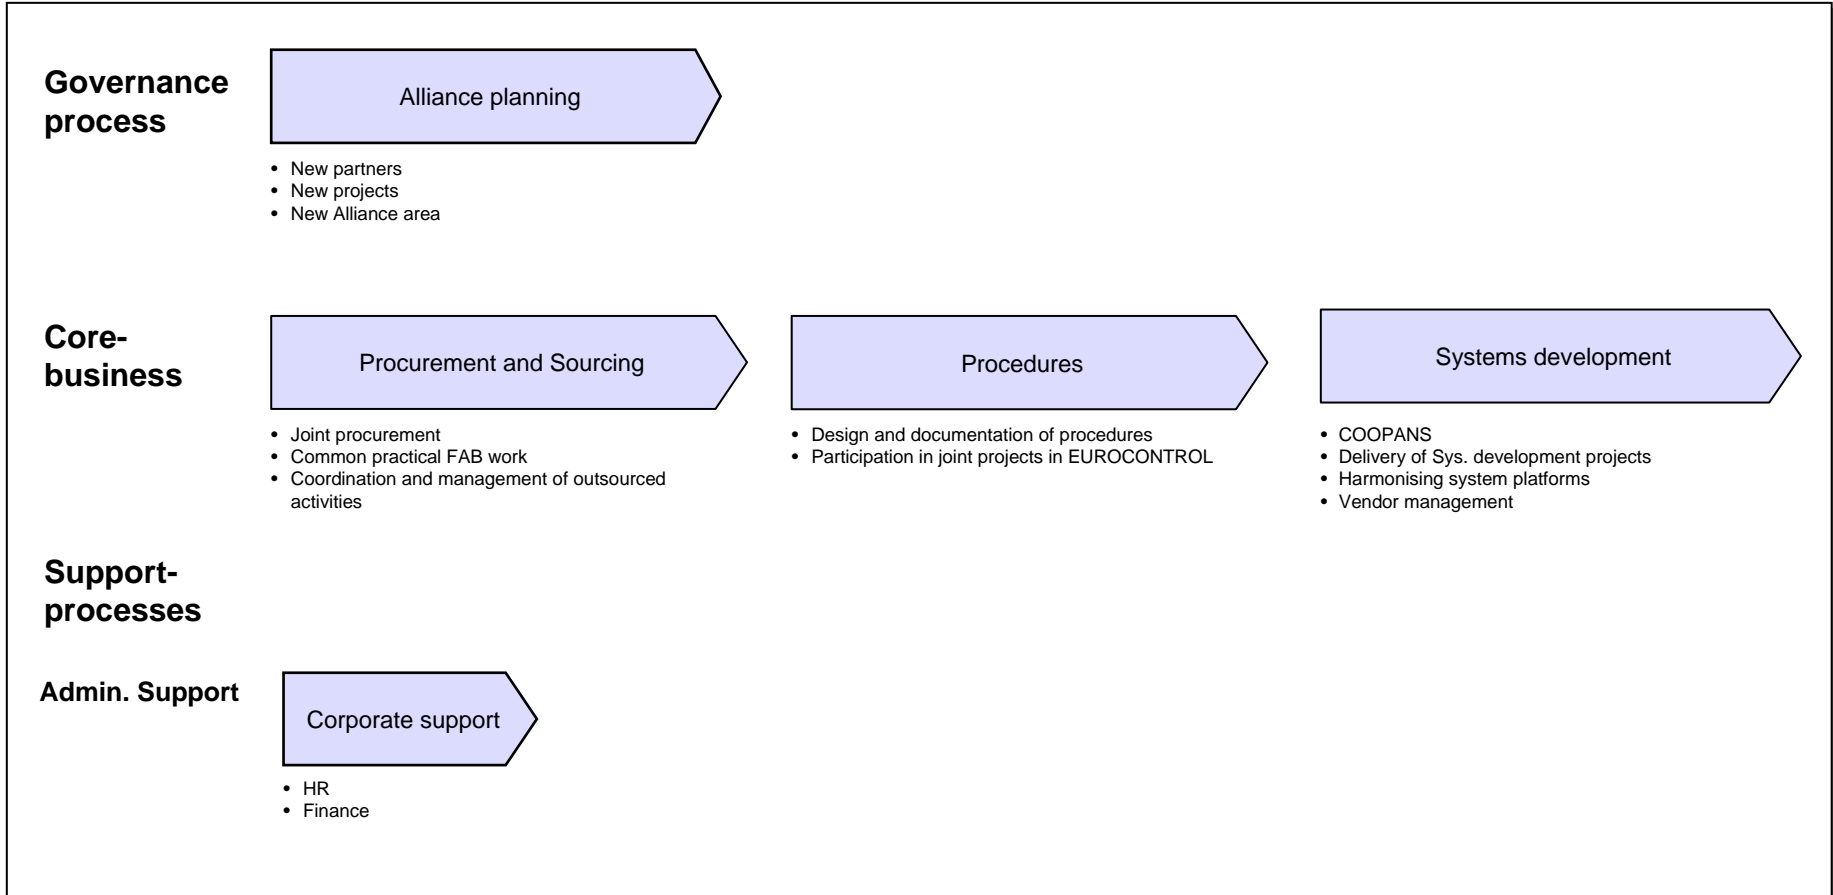 Governance
process
Alliance planning
• New partners
• New projects
• New Alliance area
Core-
business
Procurement and Sourcing
• Joint procurement
• Common practical FAB work
• Coordination and management of outsourced
activities
Procedures
• Design and documentation of procedures
• Participation in joint projects in EUROCONTROL
Systems development
• COOPANS
• Delivery of Sys. development projects
• Harmonising system platforms
• Vendor management
Support-
processes
Admin. Support
Corporate support
• HR
• Finance